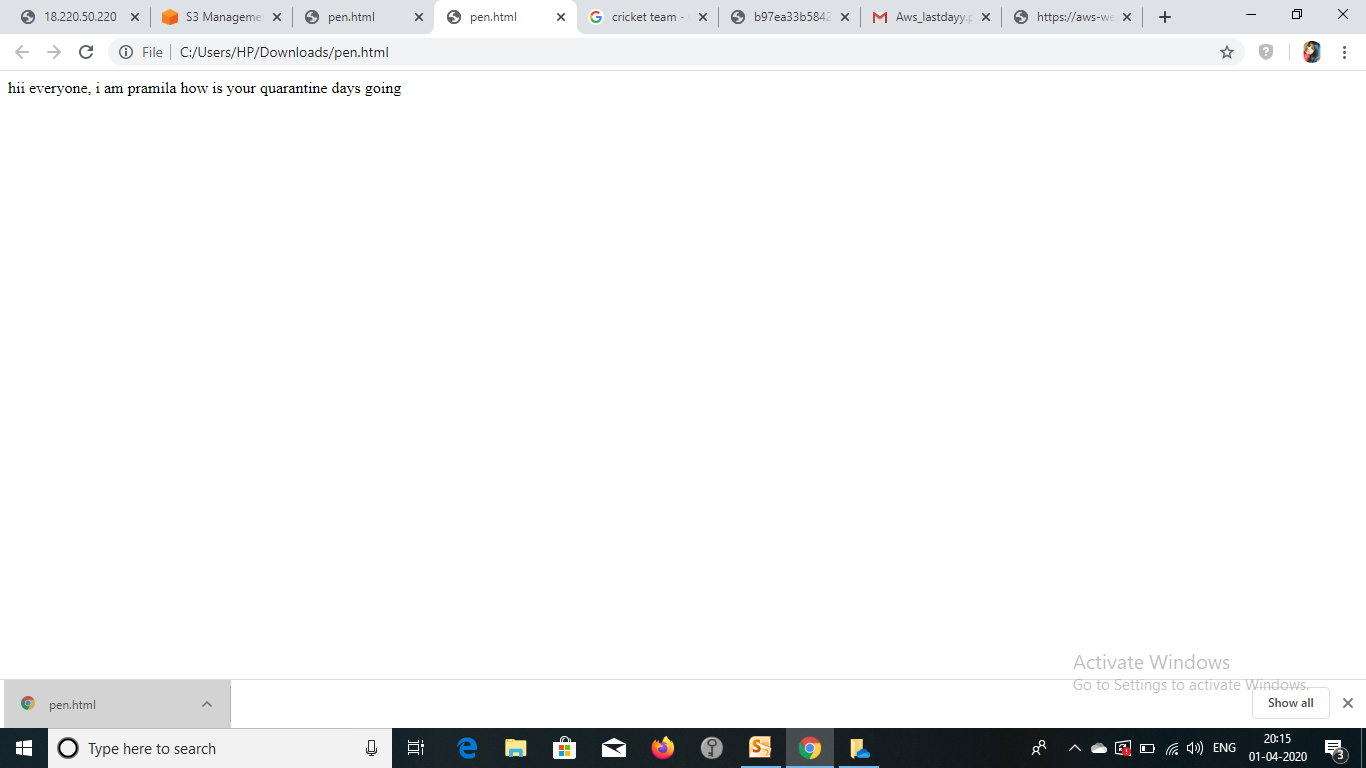 18.220.50.220
S3 Manageme
pen.html
pen.html
cricket team -
b97ea33b5842
Aws_lastdayy.p
https://aws-we
File
C:/Users/HP/Downloads/pen.html
hii everyone, i am pramila how is your quarantine days going
Activate Windows
Go to Settings to activate Windows.
pen.html
Show all
Type here to search
ENG
20:15
01-04-2020
3